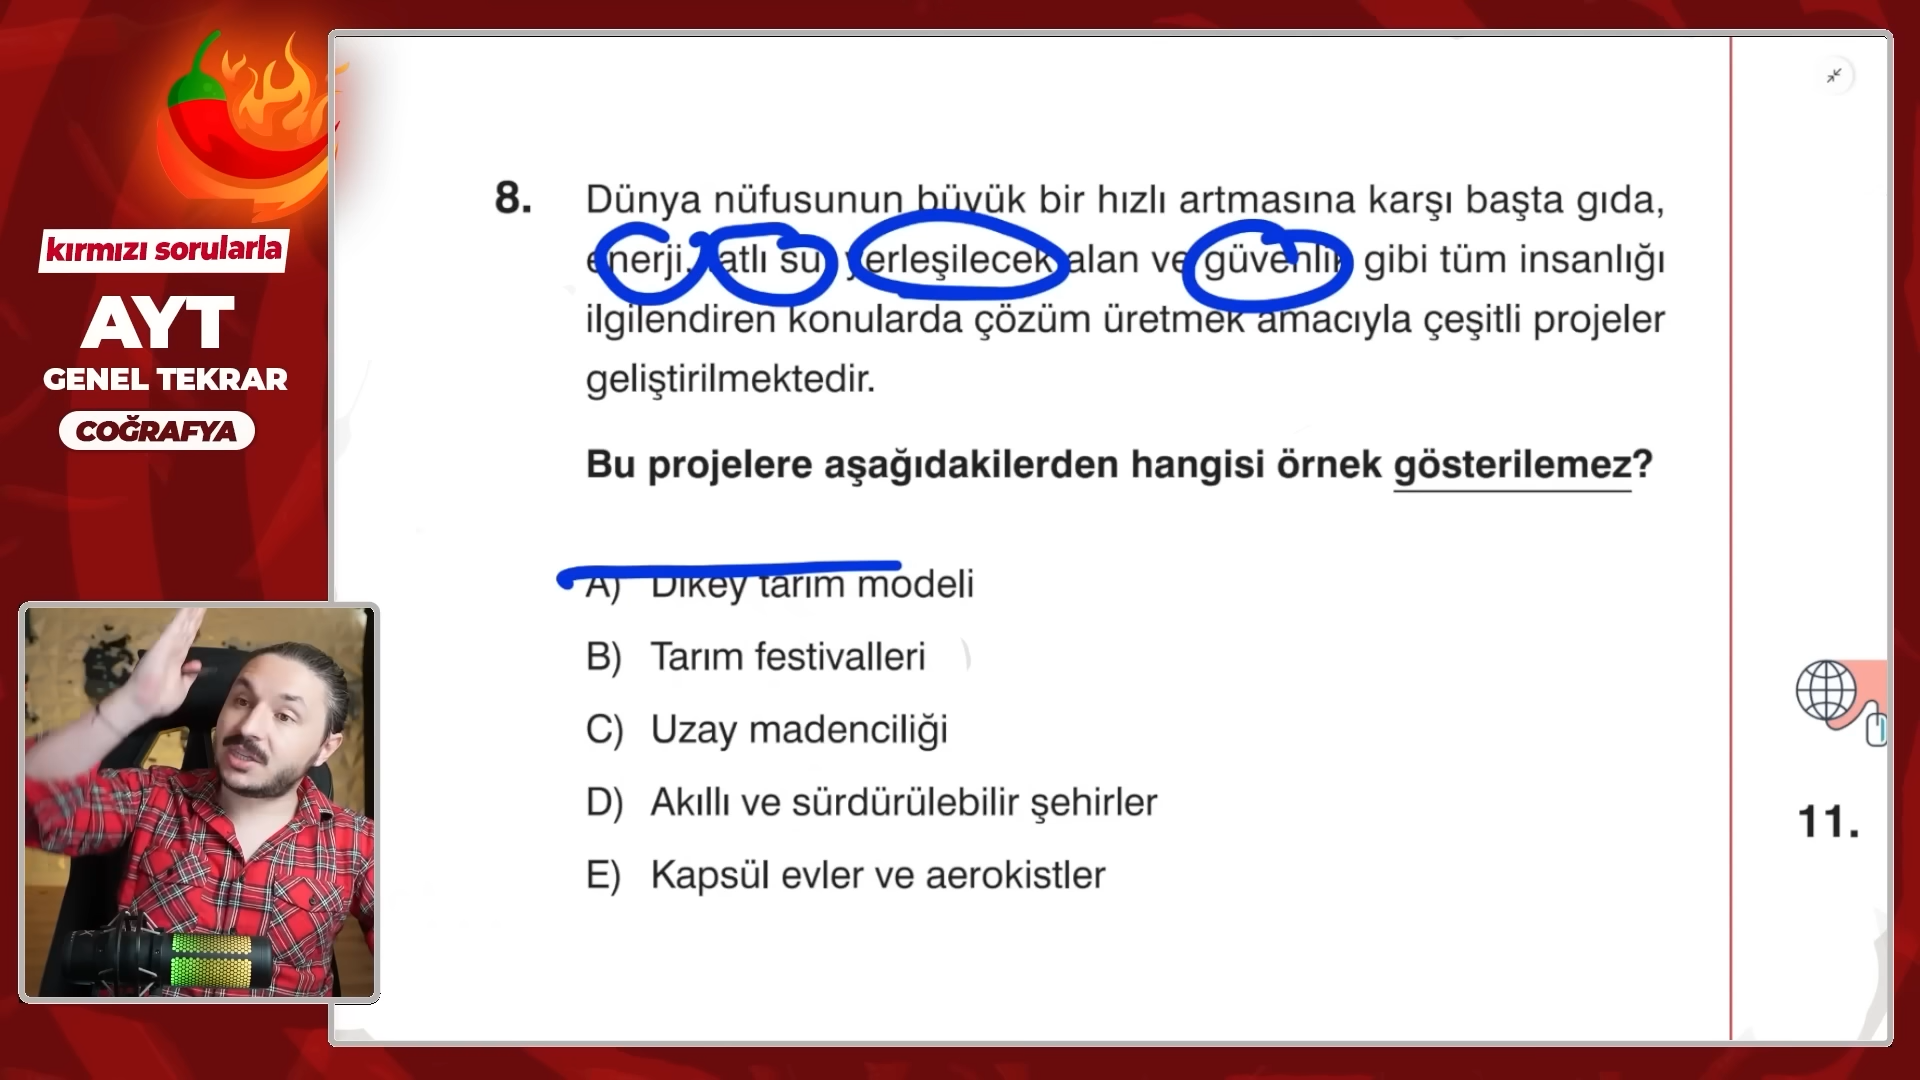 kırmızı sorularla
AYT
GENEL TEKRAR
COĞRAFYA
8. Dünya nüfusunun büyük bir hızlı artmasına karşı başta gıda,
enerji, tatlı su, yerleşilecek alan ve güvenlik gibi tüm insanlığı
ilgilendiren konularda çözüm üretmek amacıyla çeşitli projeler
geliştirilmektedir.
Bu projelere aşağıdakilerden hangisi örnek gösterilemez?
A) Dikey tarım modeli
B) Tarım festivalleri
C) Uzay madenciliği
D) Akıllı ve sürdürülebilir şehirler
E) Kapsül evler ve aerokistler
11.